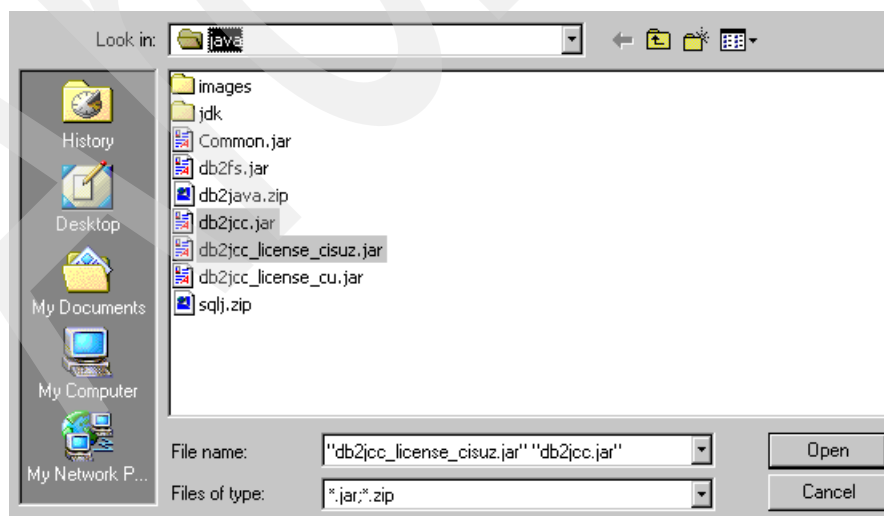 Look in: java
History
Desktop
My Documents
My Computer
My Network P...
images
jdk
Common.jar
db2fs.jar
db2java.zip
db2jcc.jar
db2jcc_license_cisuz.jar
db2jcc_license_cu.jar
sqlj.zip
File name: "db2jcc_license_cisuz.jar" "db2jcc.jar" Open
Files of type: *.jar;*.zip Cancel